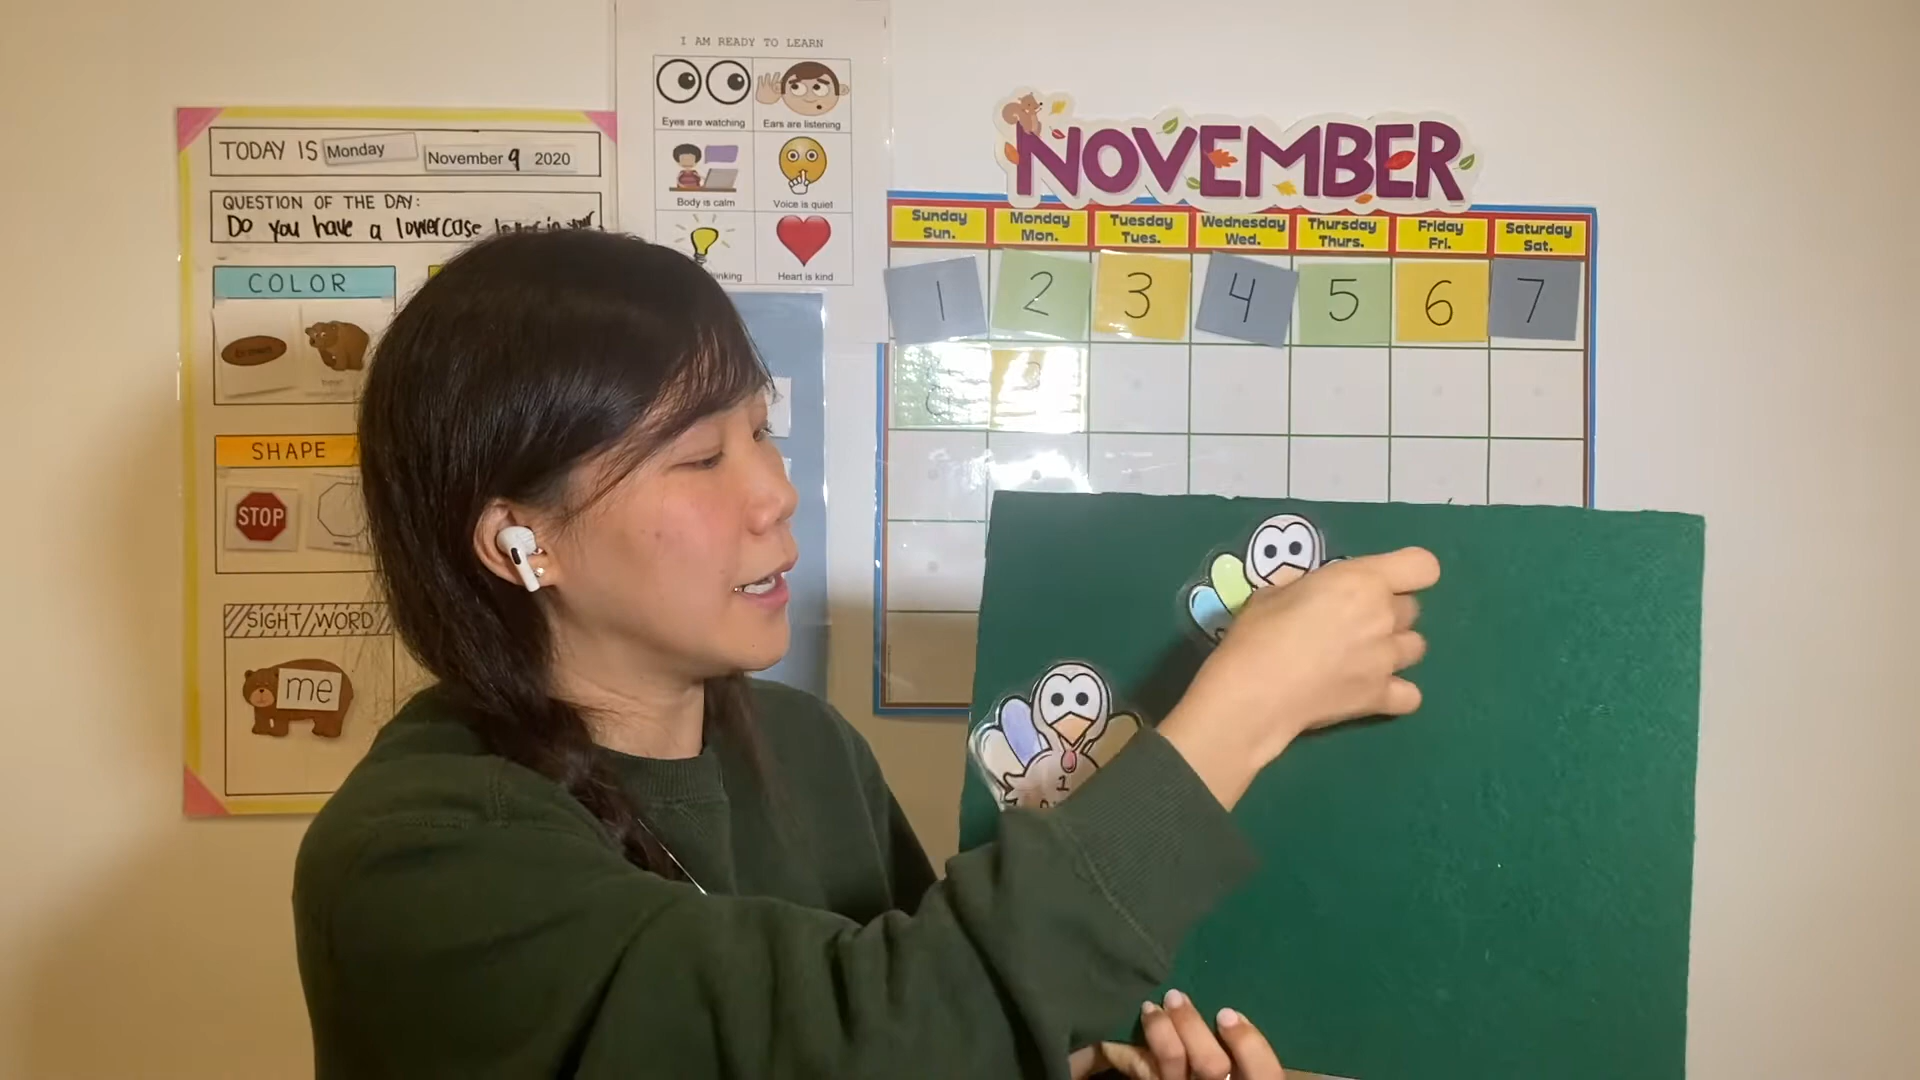 I AM READY TO LEARN
Eyes are watching
Ears are listening
Body is calm
Voice is quiet
Heart is kind
TODAY IS Monday November 9 2020
QUESTION OF THE DAY:
Do you have a lowercase
COLOR
brown
bear
SHAPE
STOP
SIGHT/WORD
me
NOVEMBER
Sunday Monday Tuesday Wednesday Thursday Friday Saturday
Sun. Mon. Tues. Wed. Thurs. Fri. Sat.
1 2 3 4 5 6 7
1